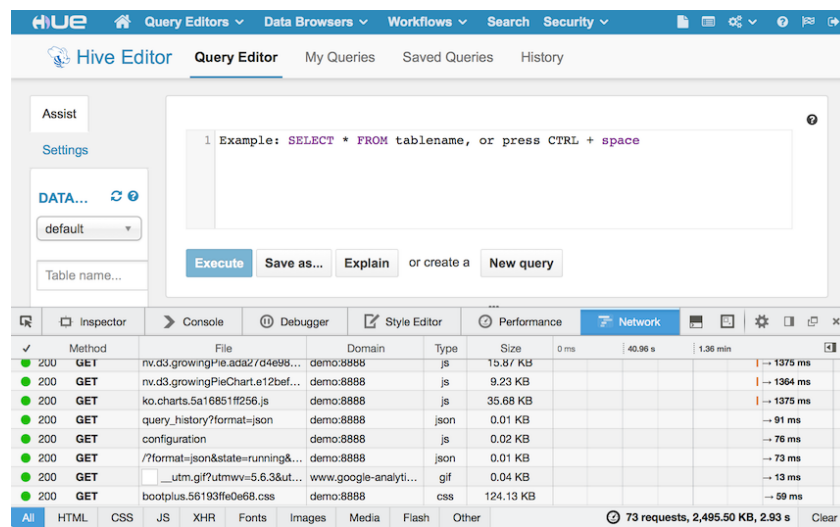 HUE Query Editors Data Browsers Workflows Search Security
Hive Editor Query Editor My Queries Saved Queries History
Assist
Settings
1 Example: SELECT * FROM tablename, or press CTRL + space
DATA...
default
Table name...
Execute Save as... Explain or create a New query
Inspector Console Debugger Style Editor Performance Network
✓ Method File Domain Type Size 0 ms 40.96 s 1.36 min
200 GET nv.d3.growingPie.ada27d4e98... demo:8888 js 15.87 KB → 1375 ms
200 GET nv.d3.growingPieChart.e12bef... demo:8888 js 9.23 KB → 1364 ms
200 GET ko.charts.5a16851ff256.js demo:8888 js 35.68 KB → 1375 ms
200 GET query_history?format=json demo:8888 json 0.01 KB → 91 ms
200 GET configuration demo:8888 js 0.02 KB → 76 ms
200 GET /?format=json&state=running&... demo:8888 json 0.01 KB → 73 ms
200 GET __utm.gif?utmwv=5.6.3&ut... www.google-analyti... gif 0.04 KB → 13 ms
200 GET bootplus.56193ffe0e68.css demo:8888 css 124.13 KB → 59 ms
All HTML CSS JS XHR Fonts Images Media Flash Other 73 requests, 2,495.50 KB, 2.93 s Clear